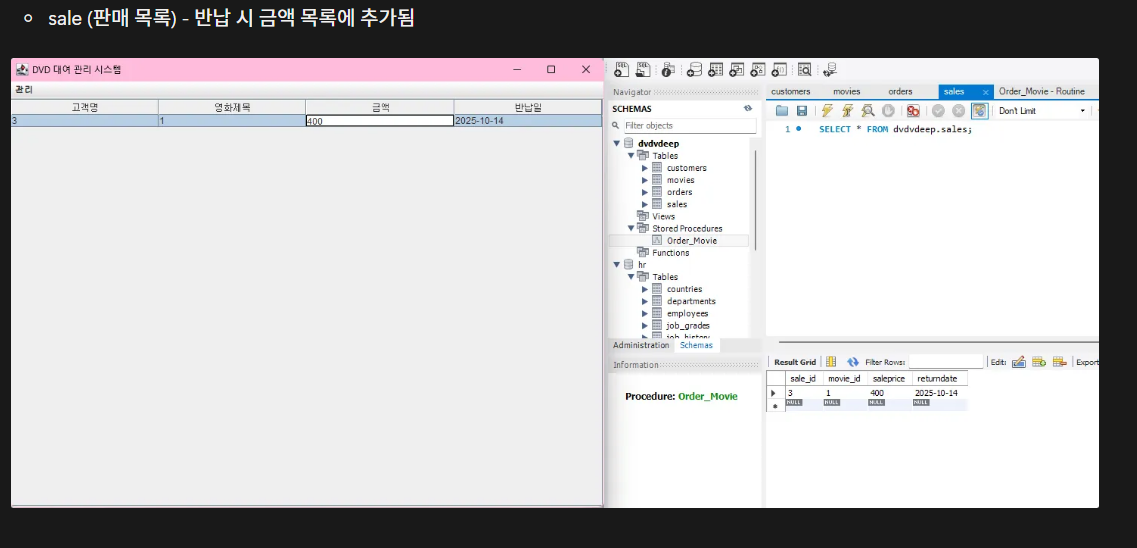 sale (판매 목록) - 반납 시 금액 목록에 추가됨
DVD 대여 관리 시스템
관리
고객명 영화제목 금액 반납일
3 1 400 2025-10-14
Navigator
SCHEMAS
Filter objects
dvdvdeep
Tables
customers
movies
orders
sales
Views
Stored Procedures
Order_Movie
Functions
hr
Tables
countries
departments
employees
job_grades
job_history
Administration Schemas
Information
Procedure: Order_Movie
customers movies orders sales Order_Movie - Routine
Don't Limit
1 SELECT * FROM dvdvdeep.sales;
Result Grid Filter Rows: Edit: Export
sale_id movie_id saleprice returndate
3 1 400 2025-10-14
NULL NULL NULL NULL